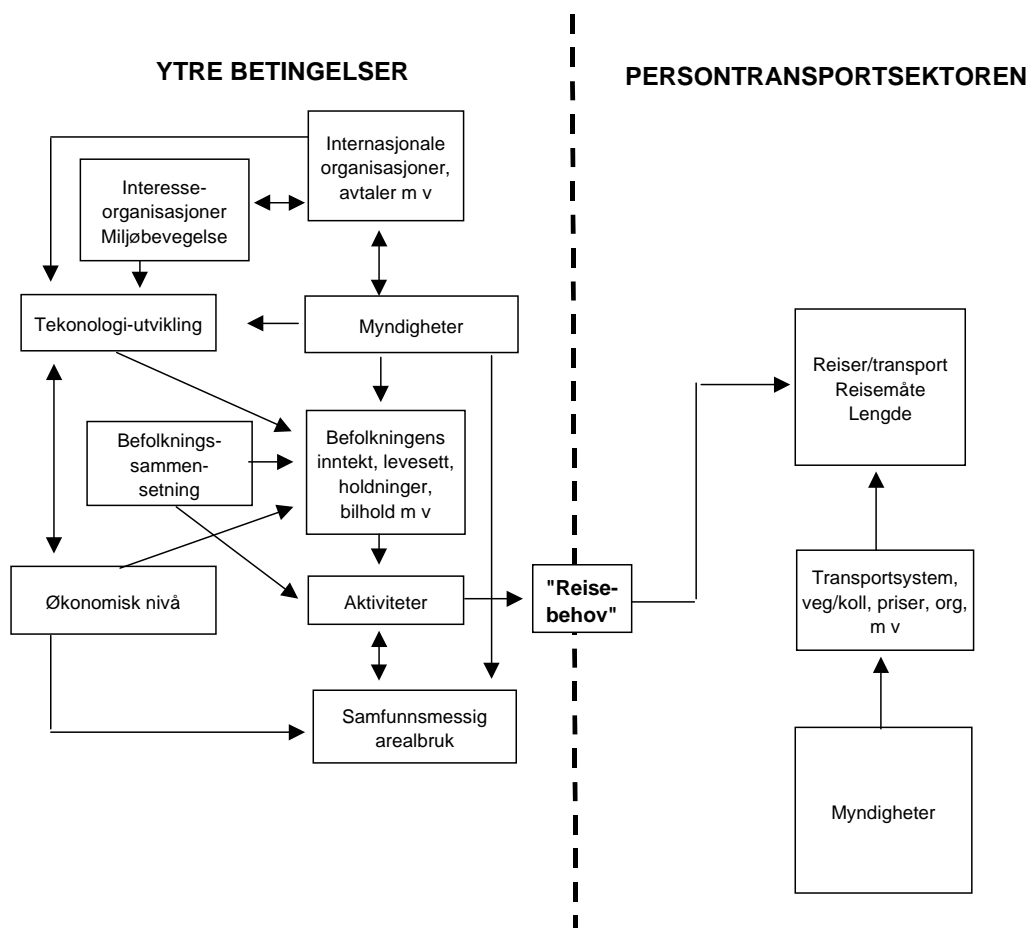 YTRE BETINGELSER
PERSONTRANSPORTSEKTOREN
Internasjonale
organisasjoner,
avtaler m v
Interesse-
organisasjoner
Miljøbevegelse
Tekonologi-utvikling
Myndigheter
Befolknings-
sammen-
setning
Befolkningens
inntekt, levesett,
holdninger,
bilhold m v
Økonomisk nivå
Aktiviteter
Samfunnsmessig
arealbruk
"Reise-
behov"
Reiser/transport
Reisemåte
Lengde
Transportsystem,
veg/koll, priser, org,
m v
Myndigheter